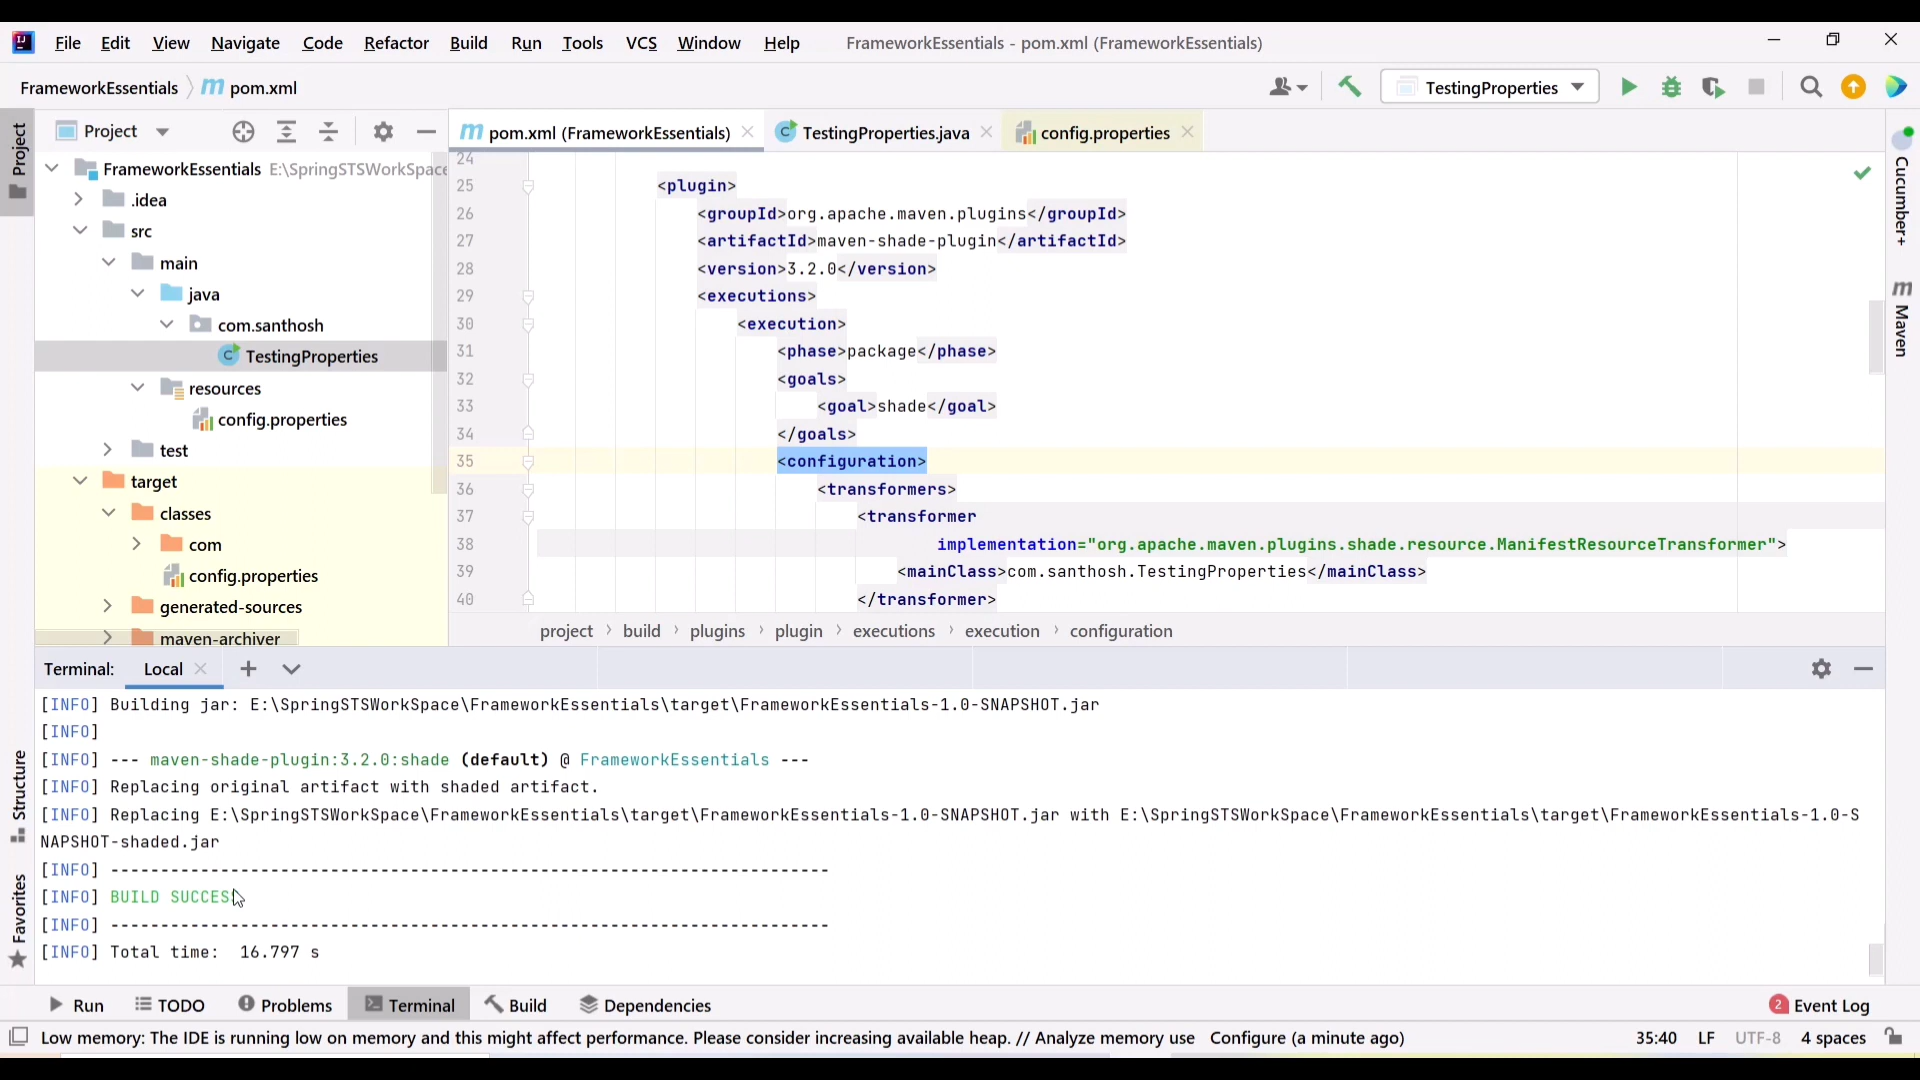 File Edit View Navigate Code Refactor Build Run Tools VCS Window Help FrameworkEssentials - pom.xml (FrameworkEssentials)
FrameworkEssentials pom.xml TestingProperties
Project
Project
pom.xml (FrameworkEssentials) TestingProperties.java config.properties
FrameworkEssentials E:\SpringSTSWorkSpace
.idea
src
main
java
com.santhosh
TestingProperties
resources
config.properties
test
target
classes
com
config.properties
generated-sources
maven-archiver
24
25 <plugin>
26 <groupId>org.apache.maven.plugins</groupId>
27 <artifactId>maven-shade-plugin</artifactId>
28 <version>3.2.0</version>
29 <executions>
30 <execution>
31 <phase>package</phase>
32 <goals>
33 <goal>shade</goal>
34 </goals>
35 <configuration>
36 <transformers>
37 <transformer
38 implementation="org.apache.maven.plugins.shade.resource.ManifestResourceTransformer">
39 <mainClass>com.santhosh.TestingProperties</mainClass>
40 </transformer>
project build plugins plugin executions execution configuration
Cucumber+
Maven
Terminal: Local
[INFO] Building jar: E:\SpringSTSWorkSpace\FrameworkEssentials\target\FrameworkEssentials-1.0-SNAPSHOT.jar
[INFO]
[INFO] --- maven-shade-plugin:3.2.0:shade (default) @ FrameworkEssentials ---
[INFO] Replacing original artifact with shaded artifact.
[INFO] Replacing E:\SpringSTSWorkSpace\FrameworkEssentials\target\FrameworkEssentials-1.0-SNAPSHOT.jar with E:\SpringSTSWorkSpace\FrameworkEssentials\target\FrameworkEssentials-1.0-S
NAPSHOT-shaded.jar
[INFO] ------------------------------------------------------------------------
[INFO] BUILD SUCCES
[INFO] ------------------------------------------------------------------------
[INFO] Total time: 16.797 s
Structure
Favorites
Run TODO Problems Terminal Build Dependencies 2 Event Log
Low memory: The IDE is running low on memory and this might affect performance. Please consider increasing available heap. // Analyze memory use Configure (a minute ago) 35:40 LF UTF-8 4 spaces